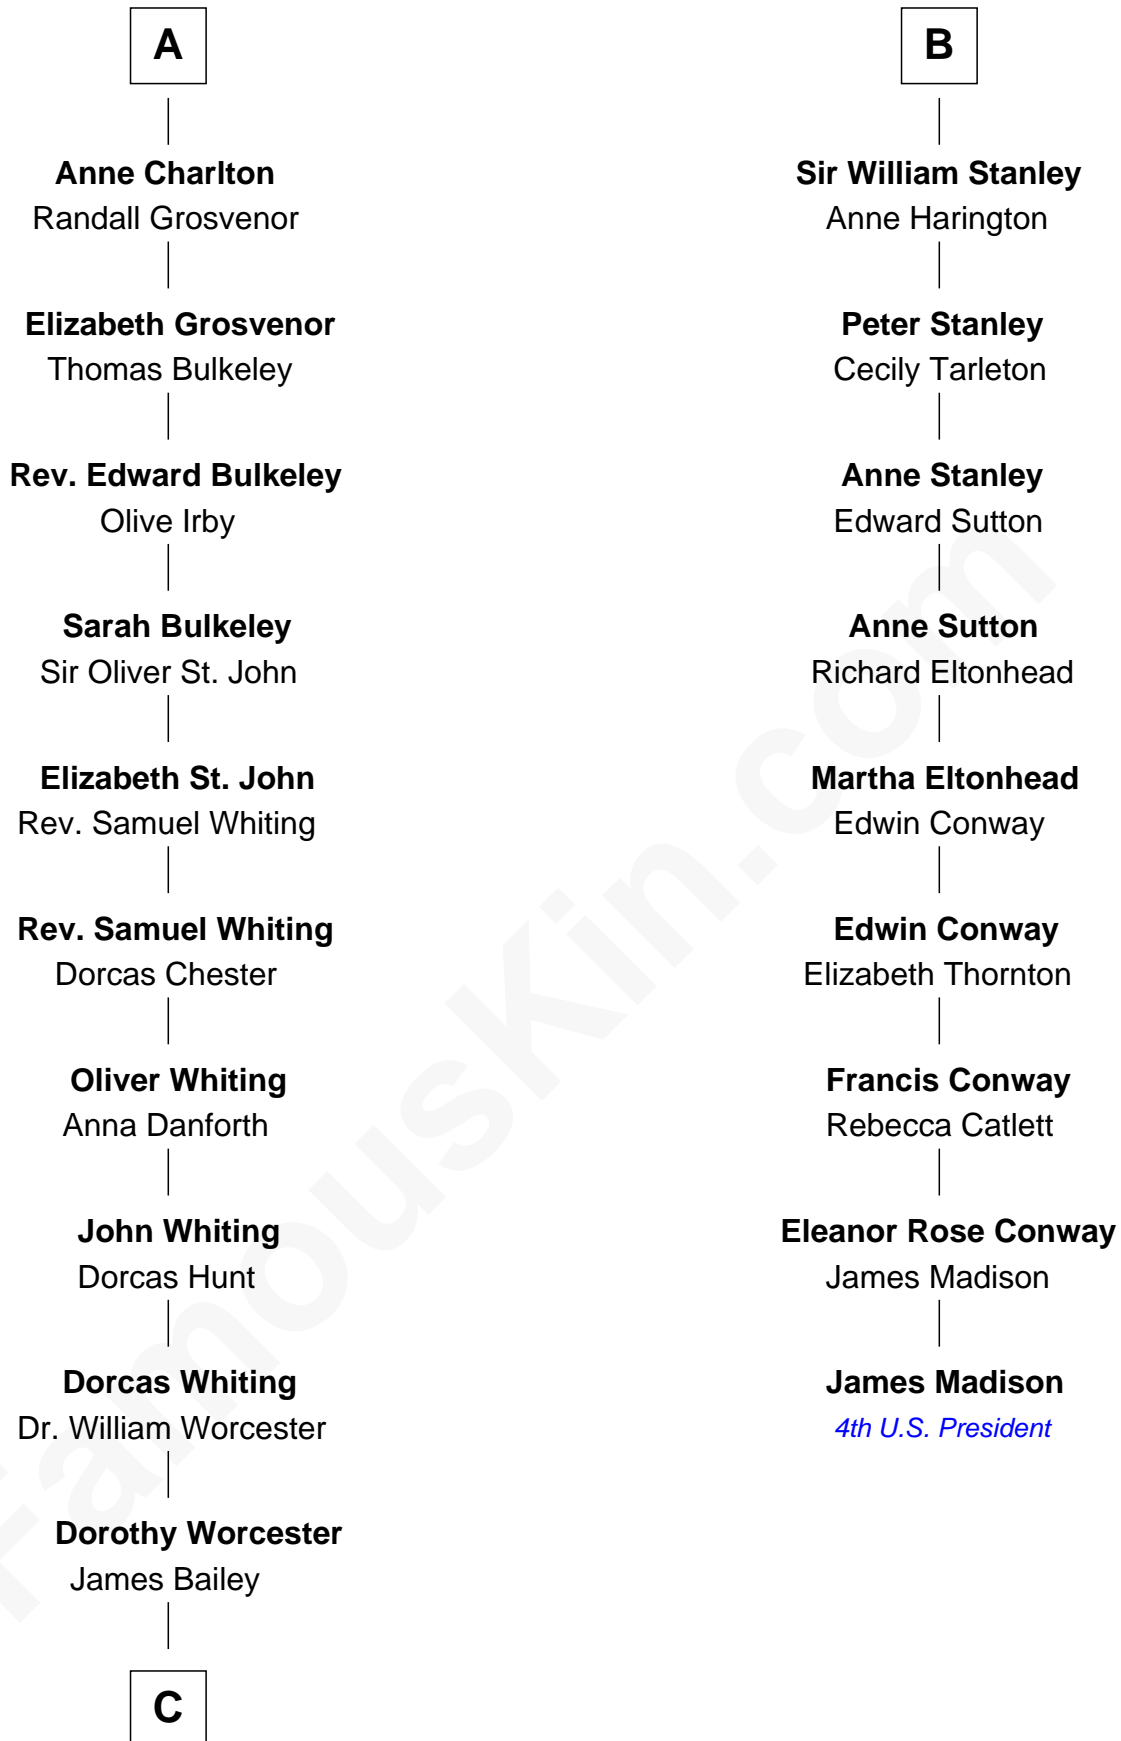 A
Anne Charlton
Randall Grosvenor
Elizabeth Grosvenor
Thomas Bulkeley
Rev. Edward Bulkeley
Olive Irby
Sarah Bulkeley
Sir Oliver St. John
Elizabeth St. John
Rev. Samuel Whiting
Rev. Samuel Whiting
Dorcas Chester
Oliver Whiting
Anna Danforth
John Whiting
Dorcas Hunt
Dorcas Whiting
Dr. William Worcester
Dorothy Worcester
James Bailey
C
B
Sir William Stanley
Anne Harington
Peter Stanley
Cecily Tarleton
Anne Stanley
Edward Sutton
Anne Sutton
Richard Eltonhead
Martha Eltonhead
Edwin Conway
Edwin Conway
Elizabeth Thornton
Francis Conway
Rebecca Catlett
Eleanor Rose Conway
James Madison
James Madison
4th U.S. President
FamousKin.com